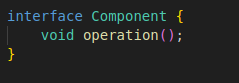 interface Component {
    void operation();
}